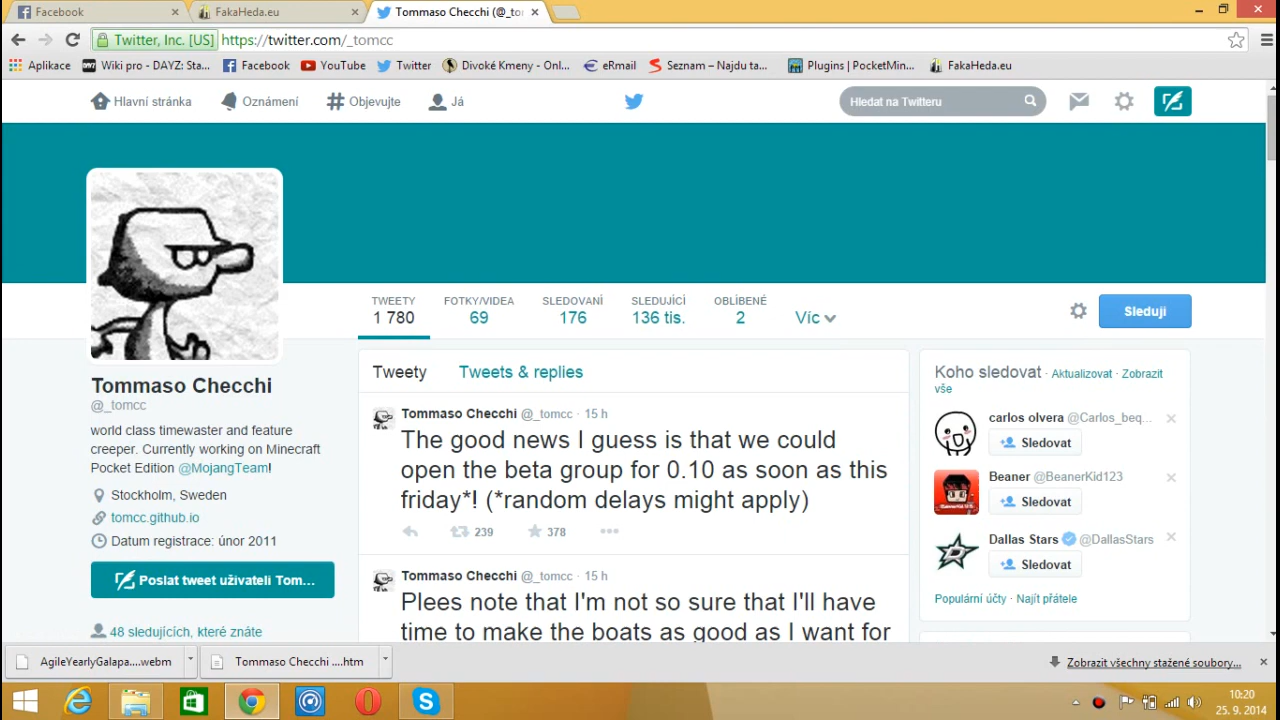 Facebook
FakaHeda.eu
Tommaso Checchi (@_to
Twitter, Inc. [US] https://twitter.com/_tomcc
Aplikace
Wiki pro - DAYZ: Sta...
Facebook
YouTube
Twitter
Divoké Kmeny - Onl...
eRmail
Seznam – Najdu ta...
Plugins | PocketMin...
FakaHeda.eu
Hlavní stránka
Oznámení
Objevujte
Já
Hledat na Twitteru
TWEETY
1 780
FOTKY/VIDEA
69
SLEDOVANÍ
176
SLEDUJÍCÍ
136 tis.
OBLÍBENÉ
2
Víc
Sleduji
Tommaso Checchi
@_tomcc
world class timewaster and feature
creeper. Currently working on Minecraft
Pocket Edition @MojangTeam!
Stockholm, Sweden
tomcc.github.io
Datum registrace: únor 2011
Poslat tweet uživateli Tom...
48 sledujících, které znáte
Tweety
Tweets & replies
Tommaso Checchi @_tomcc · 15 h
The good news I guess is that we could
open the beta group for 0.10 as soon as this
friday*! (*random delays might apply)
239
378
Tommaso Checchi @_tomcc · 15 h
Plees note that I'm not so sure that I'll have
time to make the boats as good as I want for
Koho sledovat · Aktualizovat · Zobrazit
vše
carlos olvera @Carlos_beq...
Sledovat
Beaner @BeanerKid123
Sledovat
Dallas Stars @DallasStars
Sledovat
Populární účty · Najít přátele
AgileYearlyGalapa....webm
Tommaso Checchi ....htm
Zobrazit všechny stažené soubory...
10:20
25. 9. 2014